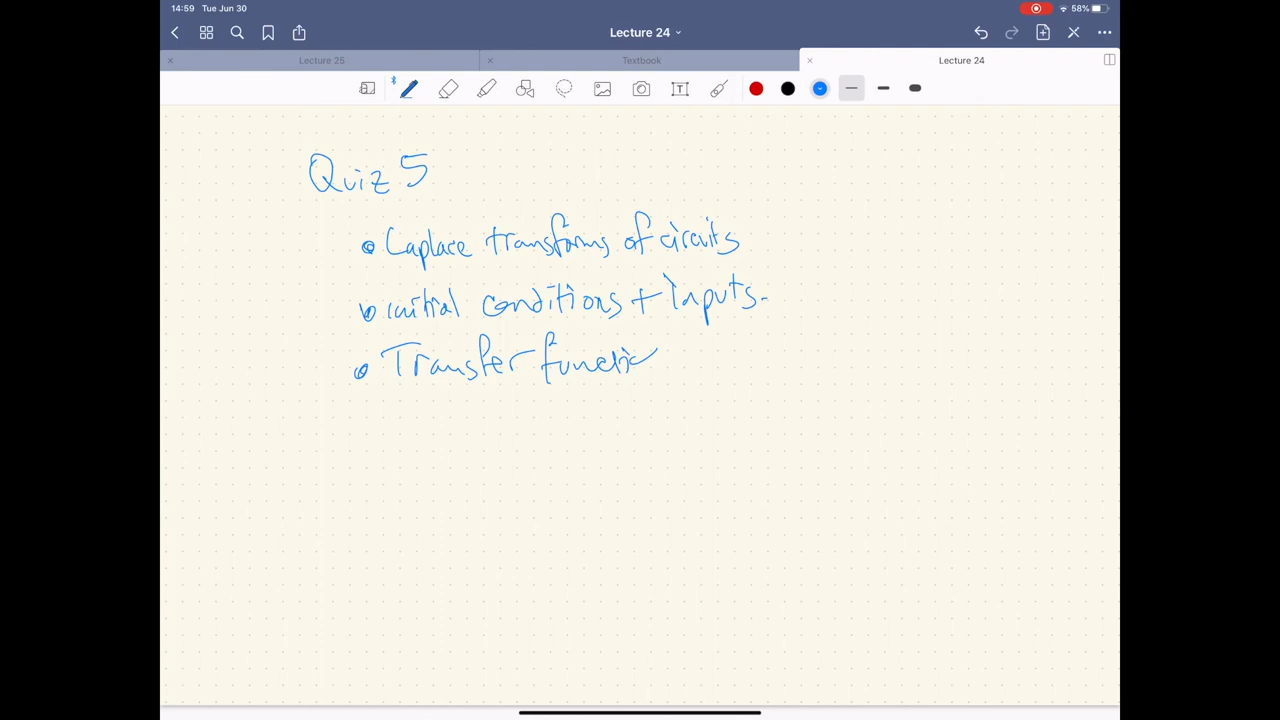 14:59 Tue Jun 30
58%
Lecture 24
Lecture 25
Textbook
Lecture 24
T
Quiz 5
• Laplace transforms of circuits
• initial conditions + Inputs.
• Transfer functi